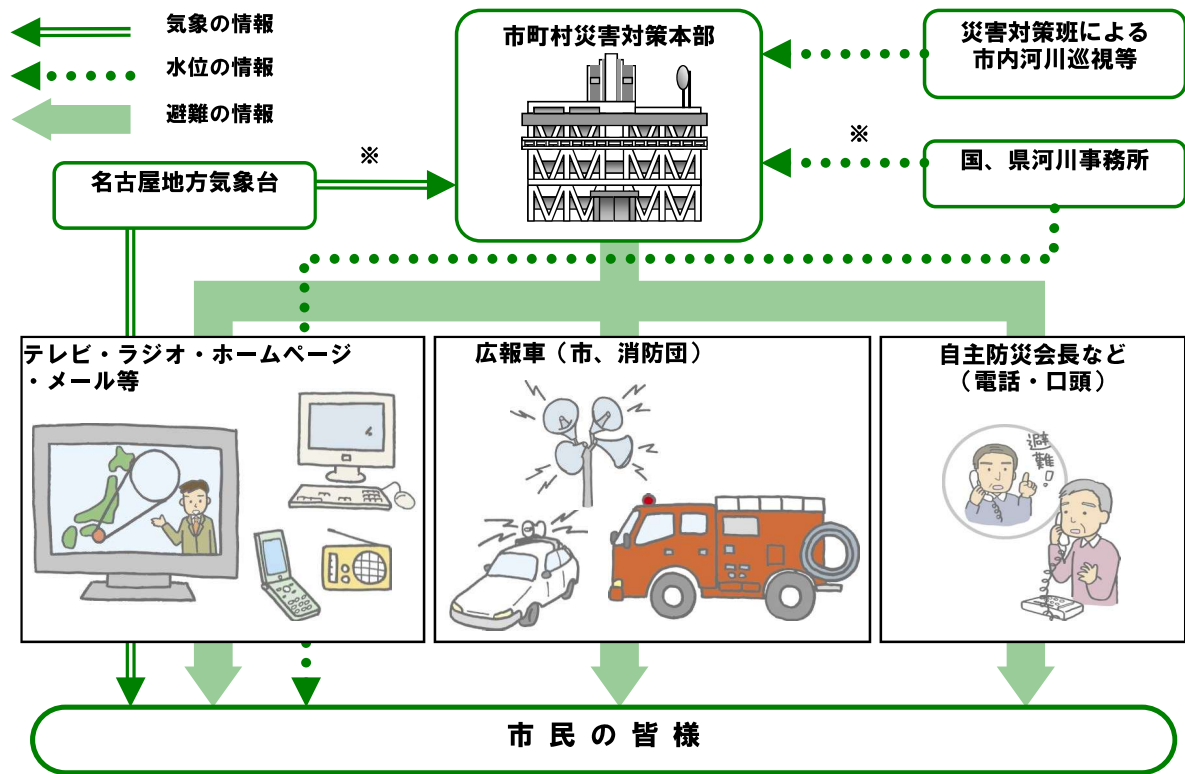 気象の情報
水位の情報
避難の情報
市町村災害対策本部
災害対策班による
市内河川巡視等
※
※
国、県河川事務所
名古屋地方気象台
テレビ・ラジオ・ホームページ
・メール等
広報車（市、消防団）
自主防災会長など
（電話・口頭）
避難！
市民の皆様